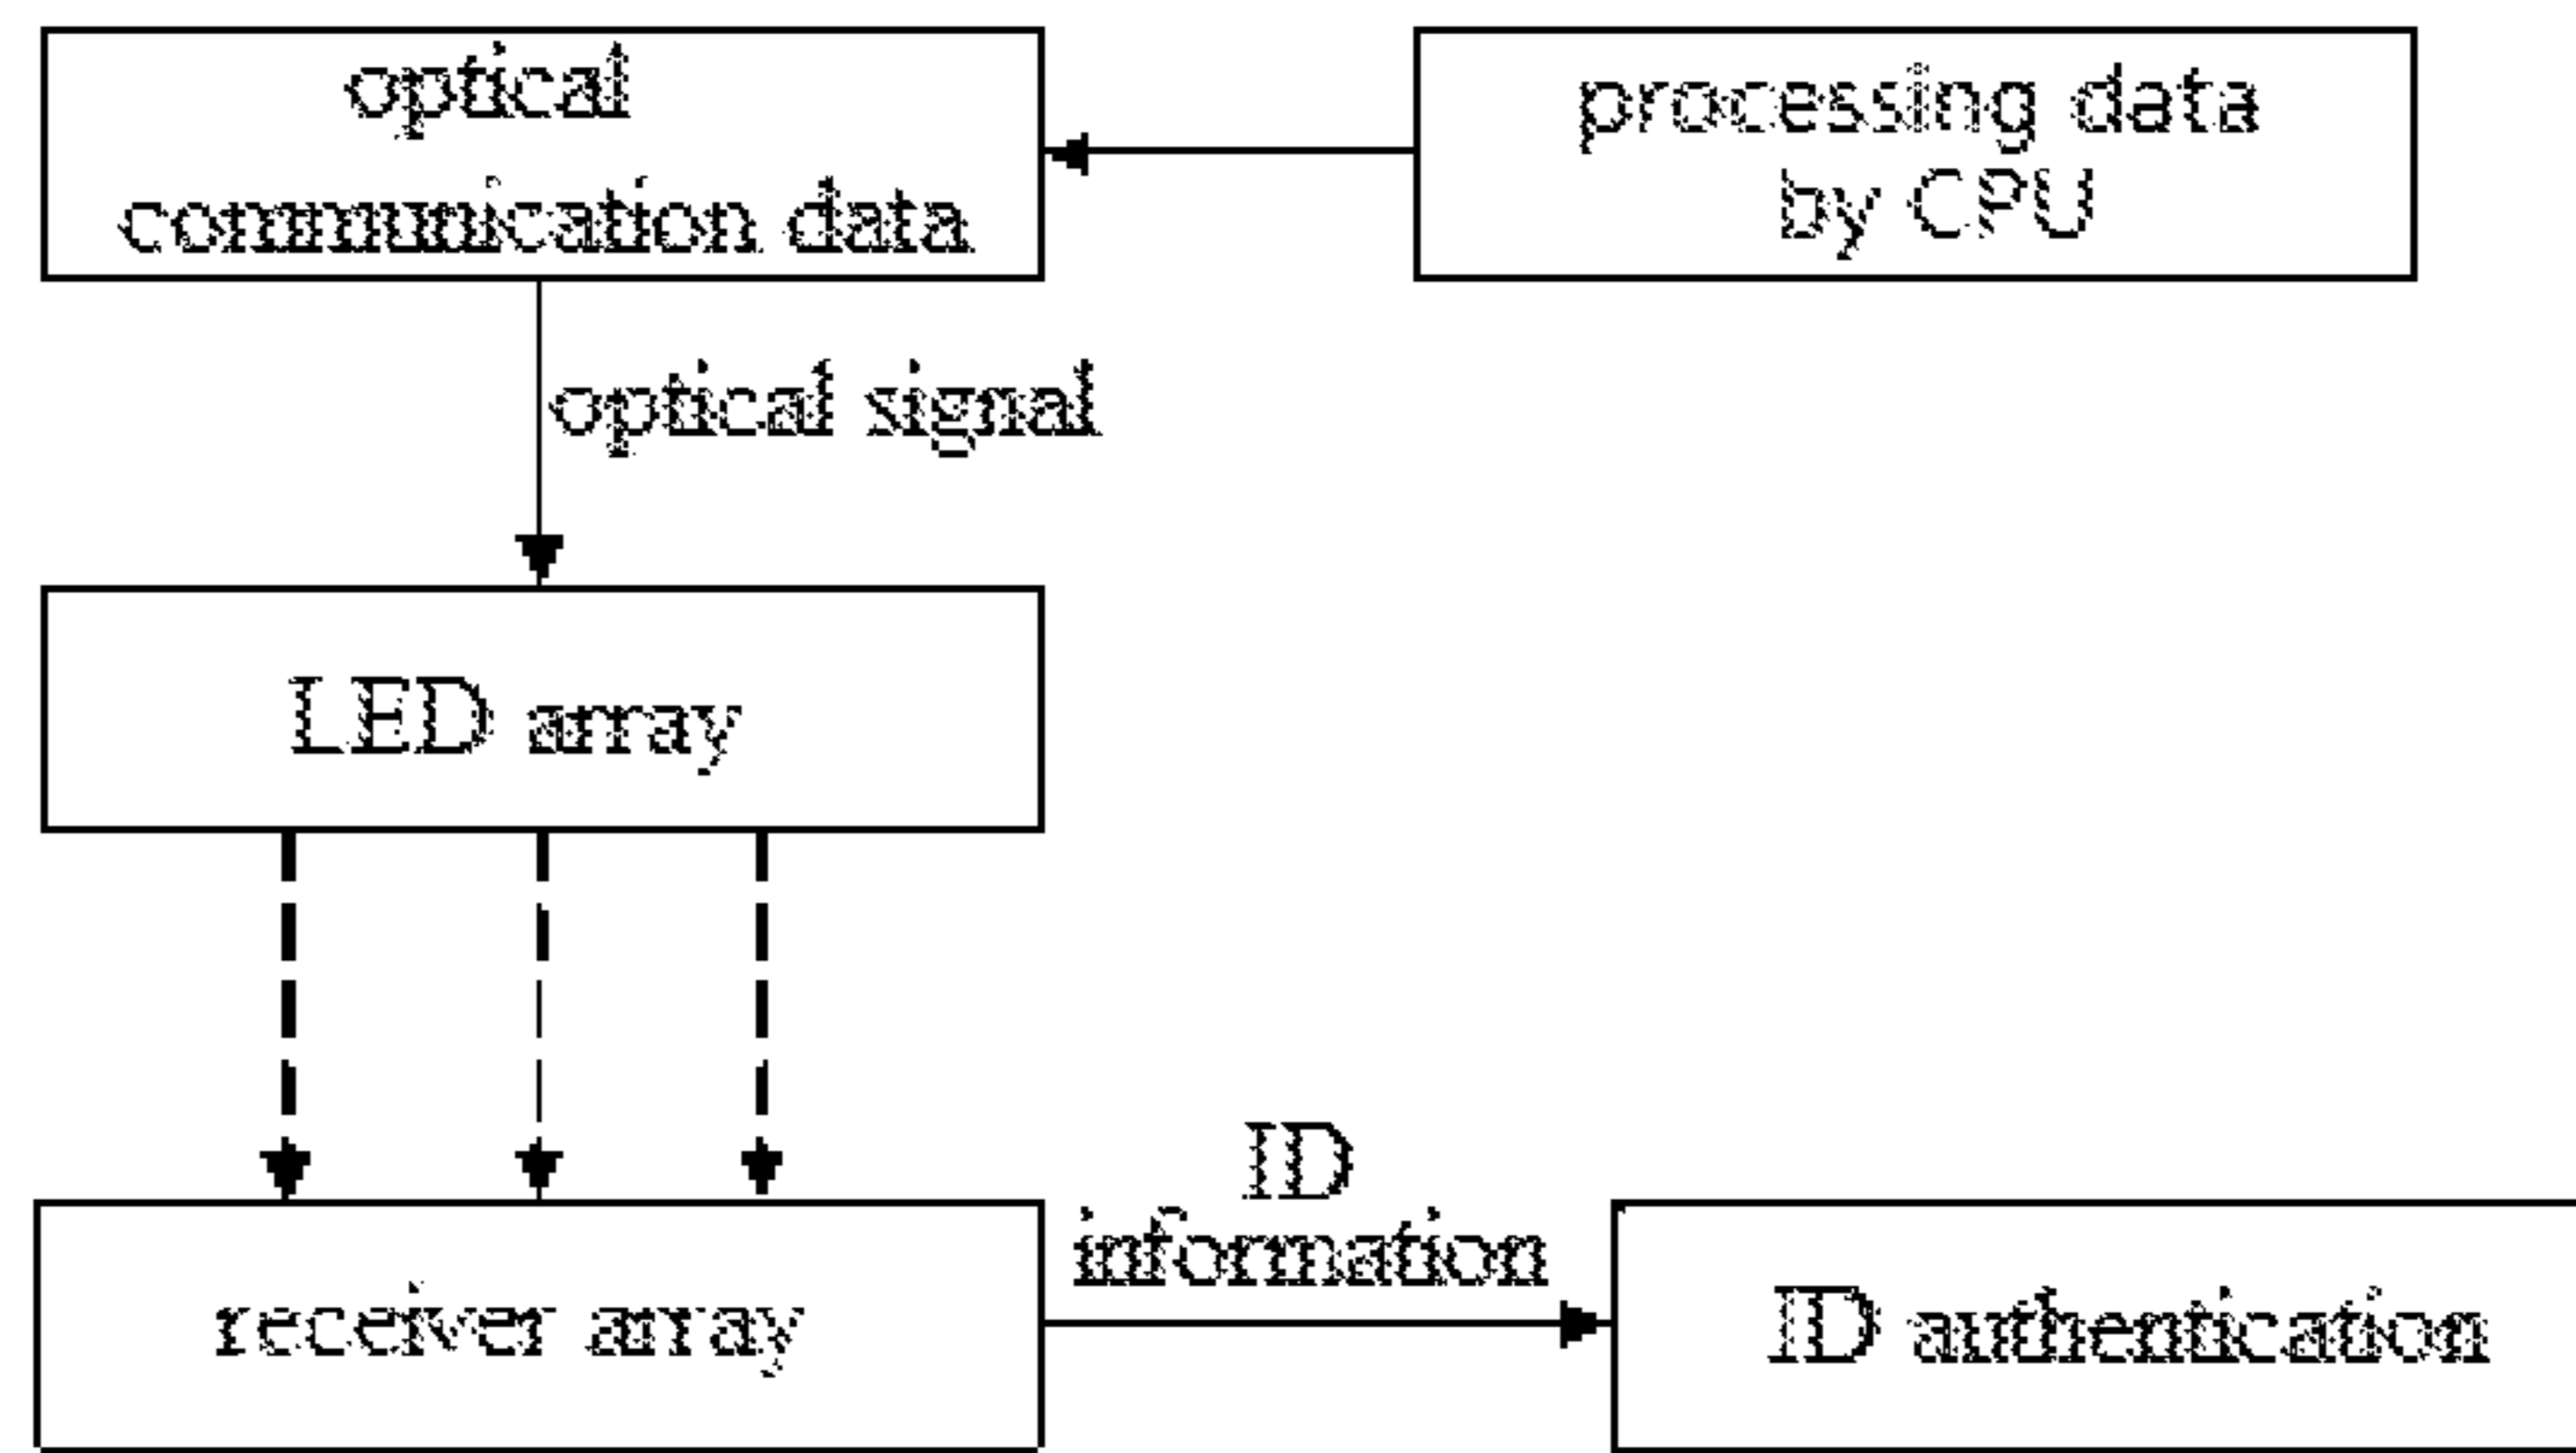 optical
communication data
processing data
by CPU
optical signal
LED array
ID
information
receiver array
ID authentication